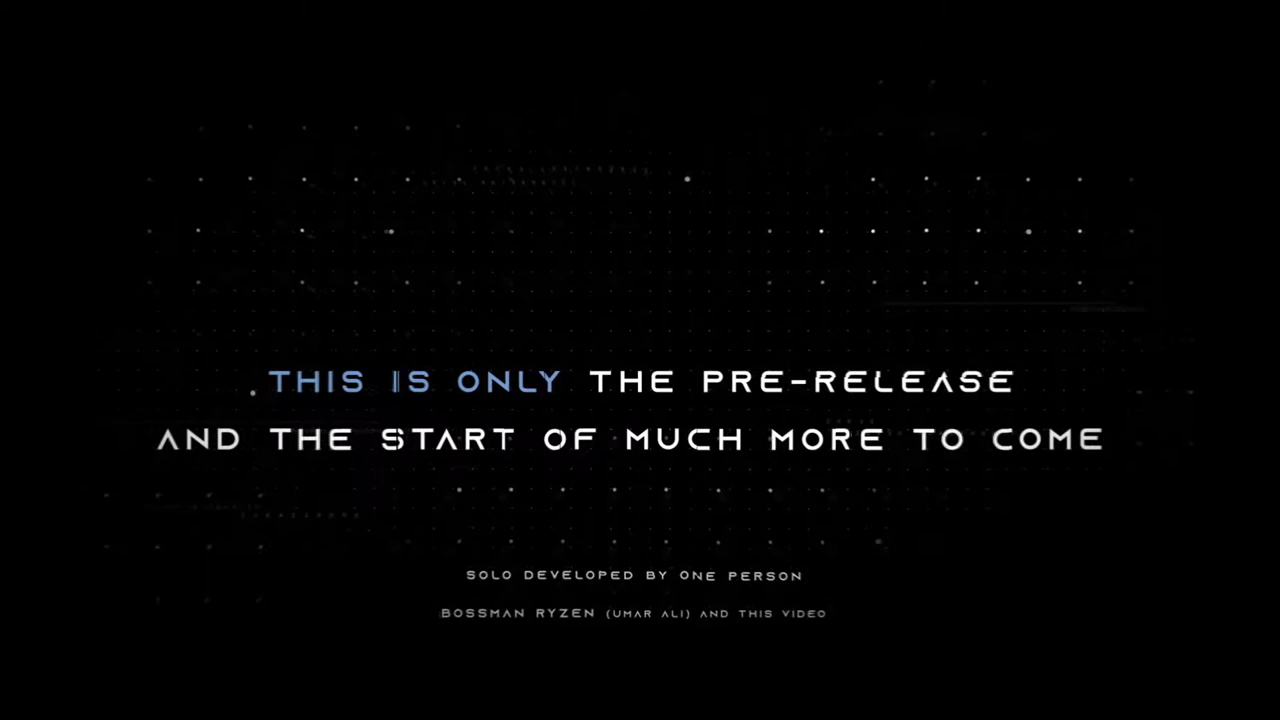 THIS IS ONLY THE PRE-RELEASE
AND THE START OF MUCH MORE TO COME
SOLO DEVELOPED BY ONE PERSON
BOSSMAN RYZEN (UMAR ALI) AND THIS VIDEO